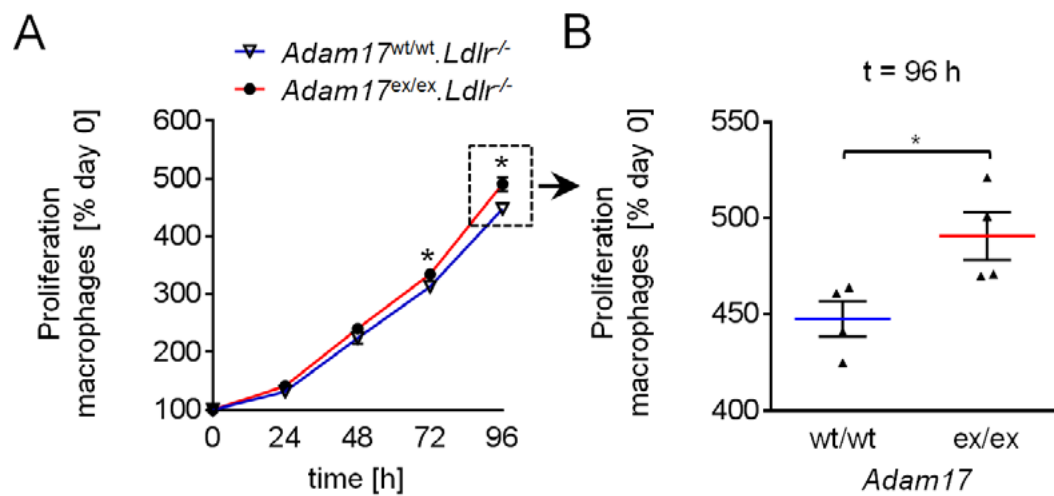 A
Adam17wt/wt.Ldlr-/-
Adam17ex/ex.Ldlr-/-
Proliferation
macrophages [% day 0]
600
500
400
300
200
100
*
*
0 24 48 72 96
time [h]
B
t = 96 h
Proliferation
macrophages [% day 0]
550
500
450
400
*
wt/wt ex/ex
Adam17